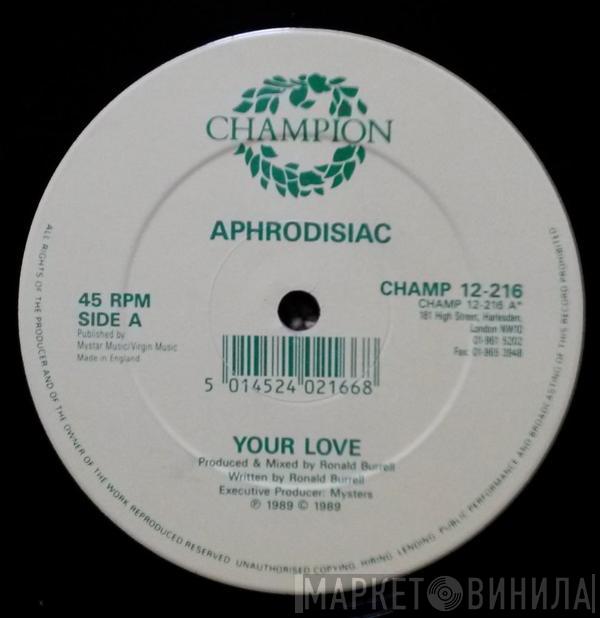 CHAMPION
APHRODISIAC
45 RPM
SIDE A
Published by
Mystar Music/Virgin Music
Made in England
CHAMP 12-216
CHAMP 12-216 A*
181 High Street, Harlesden,
London NW10
01-961 5202
Fax: 01-965 3948
5 014524 021668
YOUR LOVE
Produced & Mixed by Ronald Burrell
Written by Ronald Burrell
Executive Producer: Mysters
℗ 1989 © 1989
ALL RIGHTS OF THE PRODUCER AND OF THE OWNER OF THE WORK REPRODUCED RESERVED. UNAUTHORISED COPYING, HIRING, LENDING, PUBLIC PERFORMANCE AND BROADCASTING OF THIS RECORD PROHIBITED
МАРКЕТ ВИНИЛА